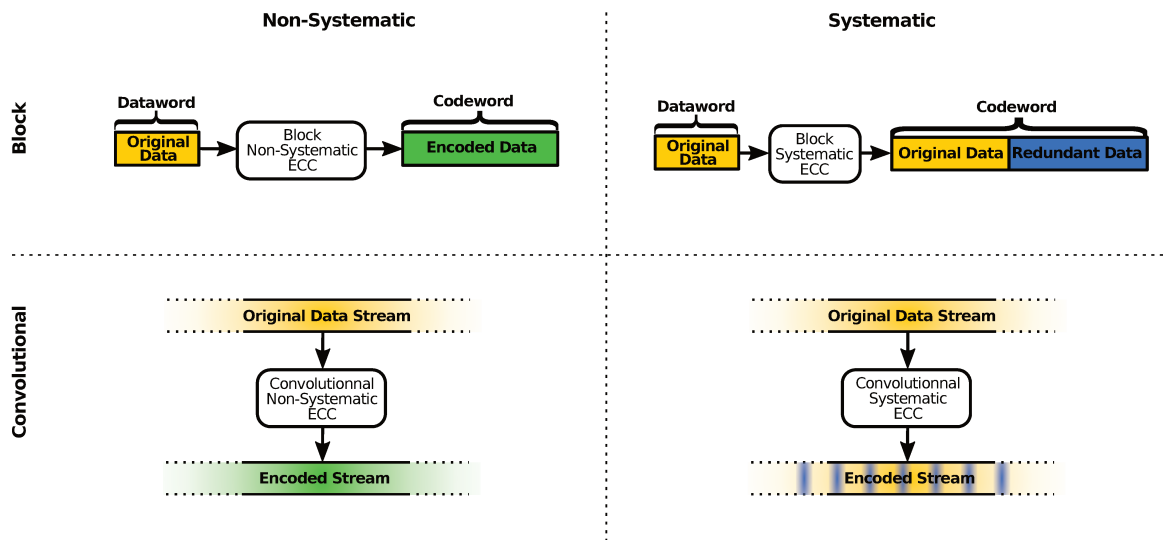 Non-Systematic
Systematic
Block
Dataword
Original
Data
Block
Non-Systematic
ECC
Codeword
Encoded Data
Dataword
Original
Data
Block
Systematic
ECC
Codeword
Original Data
Redundant Data
Convolutional
Original Data Stream
Convolutionnal
Non-Systematic
ECC
Encoded Stream
Original Data Stream
Convolutionnal
Systematic
ECC
Encoded Stream